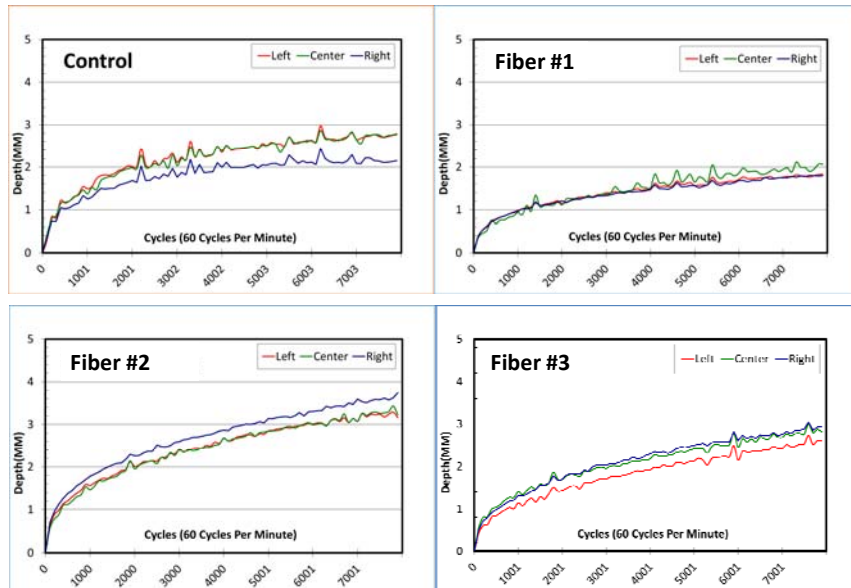 Control
Left Center Right
5
4
3
2
1
0
Depth(MM)
Cycles (60 Cycles Per Minute)
0 1001 2001 3002 4002 5003 6003 7003
Fiber #1
Left Center Right
5
4
3
2
1
0
Depth(MM)
Cycles (60 Cycles Per Minute)
0 1000 2000 3000 4000 5000 6000 7000
Fiber #2
Left Center Right
5
4
3
2
1
0
Depth(MM)
Cycles (60 Cycles Per Minute)
0 1000 2000 3000 4000 5001 6001 7001
Fiber #3
Left Center Right
5
4
3
2
1
0
Depth(MM)
Cycles (60 Cycles Per Minute)
0 1001 2001 3001 4001 5001 6001 7001